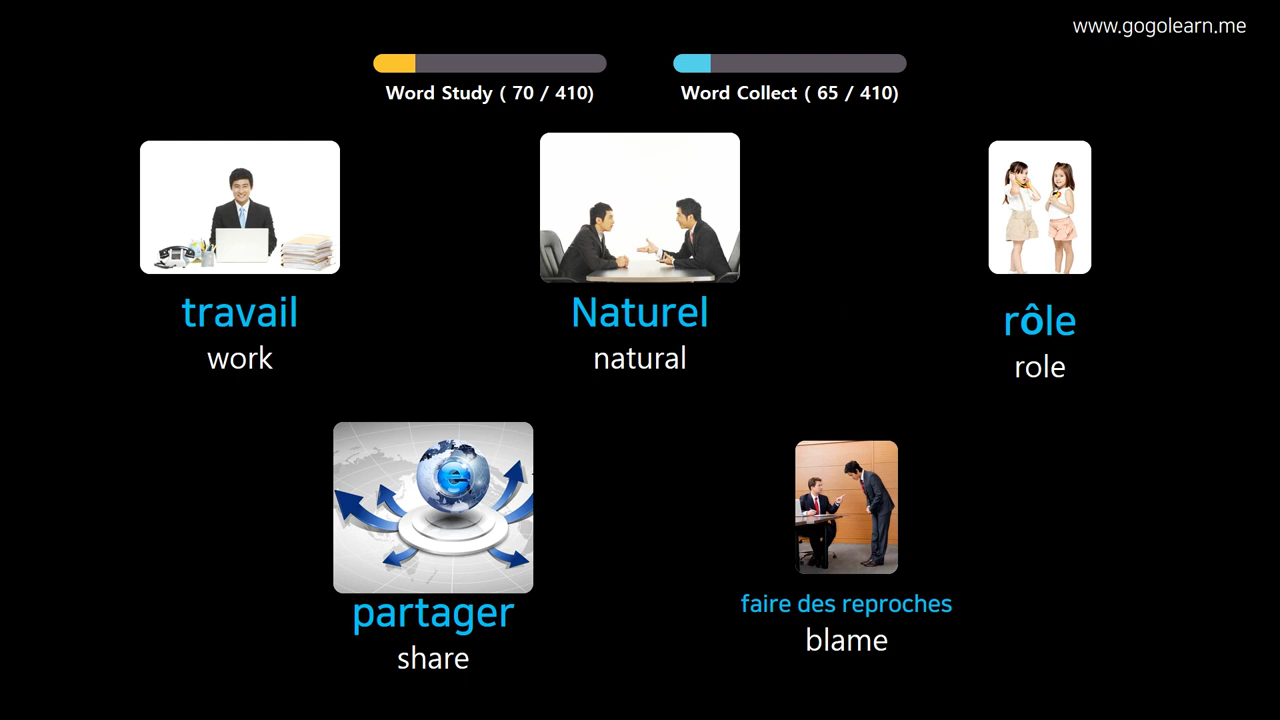 www.gogolearn.me
Word Study ( 70 / 410)
Word Collect ( 65 / 410)
travail
work
Naturel
natural
rôle
role
e
partager
share
faire des reproches
blame